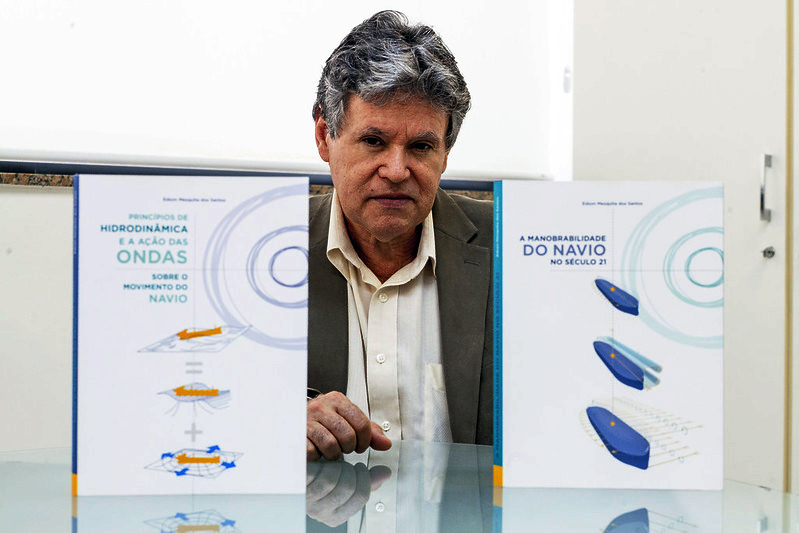 Edson Mesquita dos Santos
PRINCÍPIOS DE
HIDRODINÂMICA
E A AÇÃO DAS
ONDAS
SOBRE O
MOVIMENTO DO
NAVIO
Edson Mesquita dos Santos
A MANOBRABILIDADE
DO NAVIO
NO SÉCULO 21